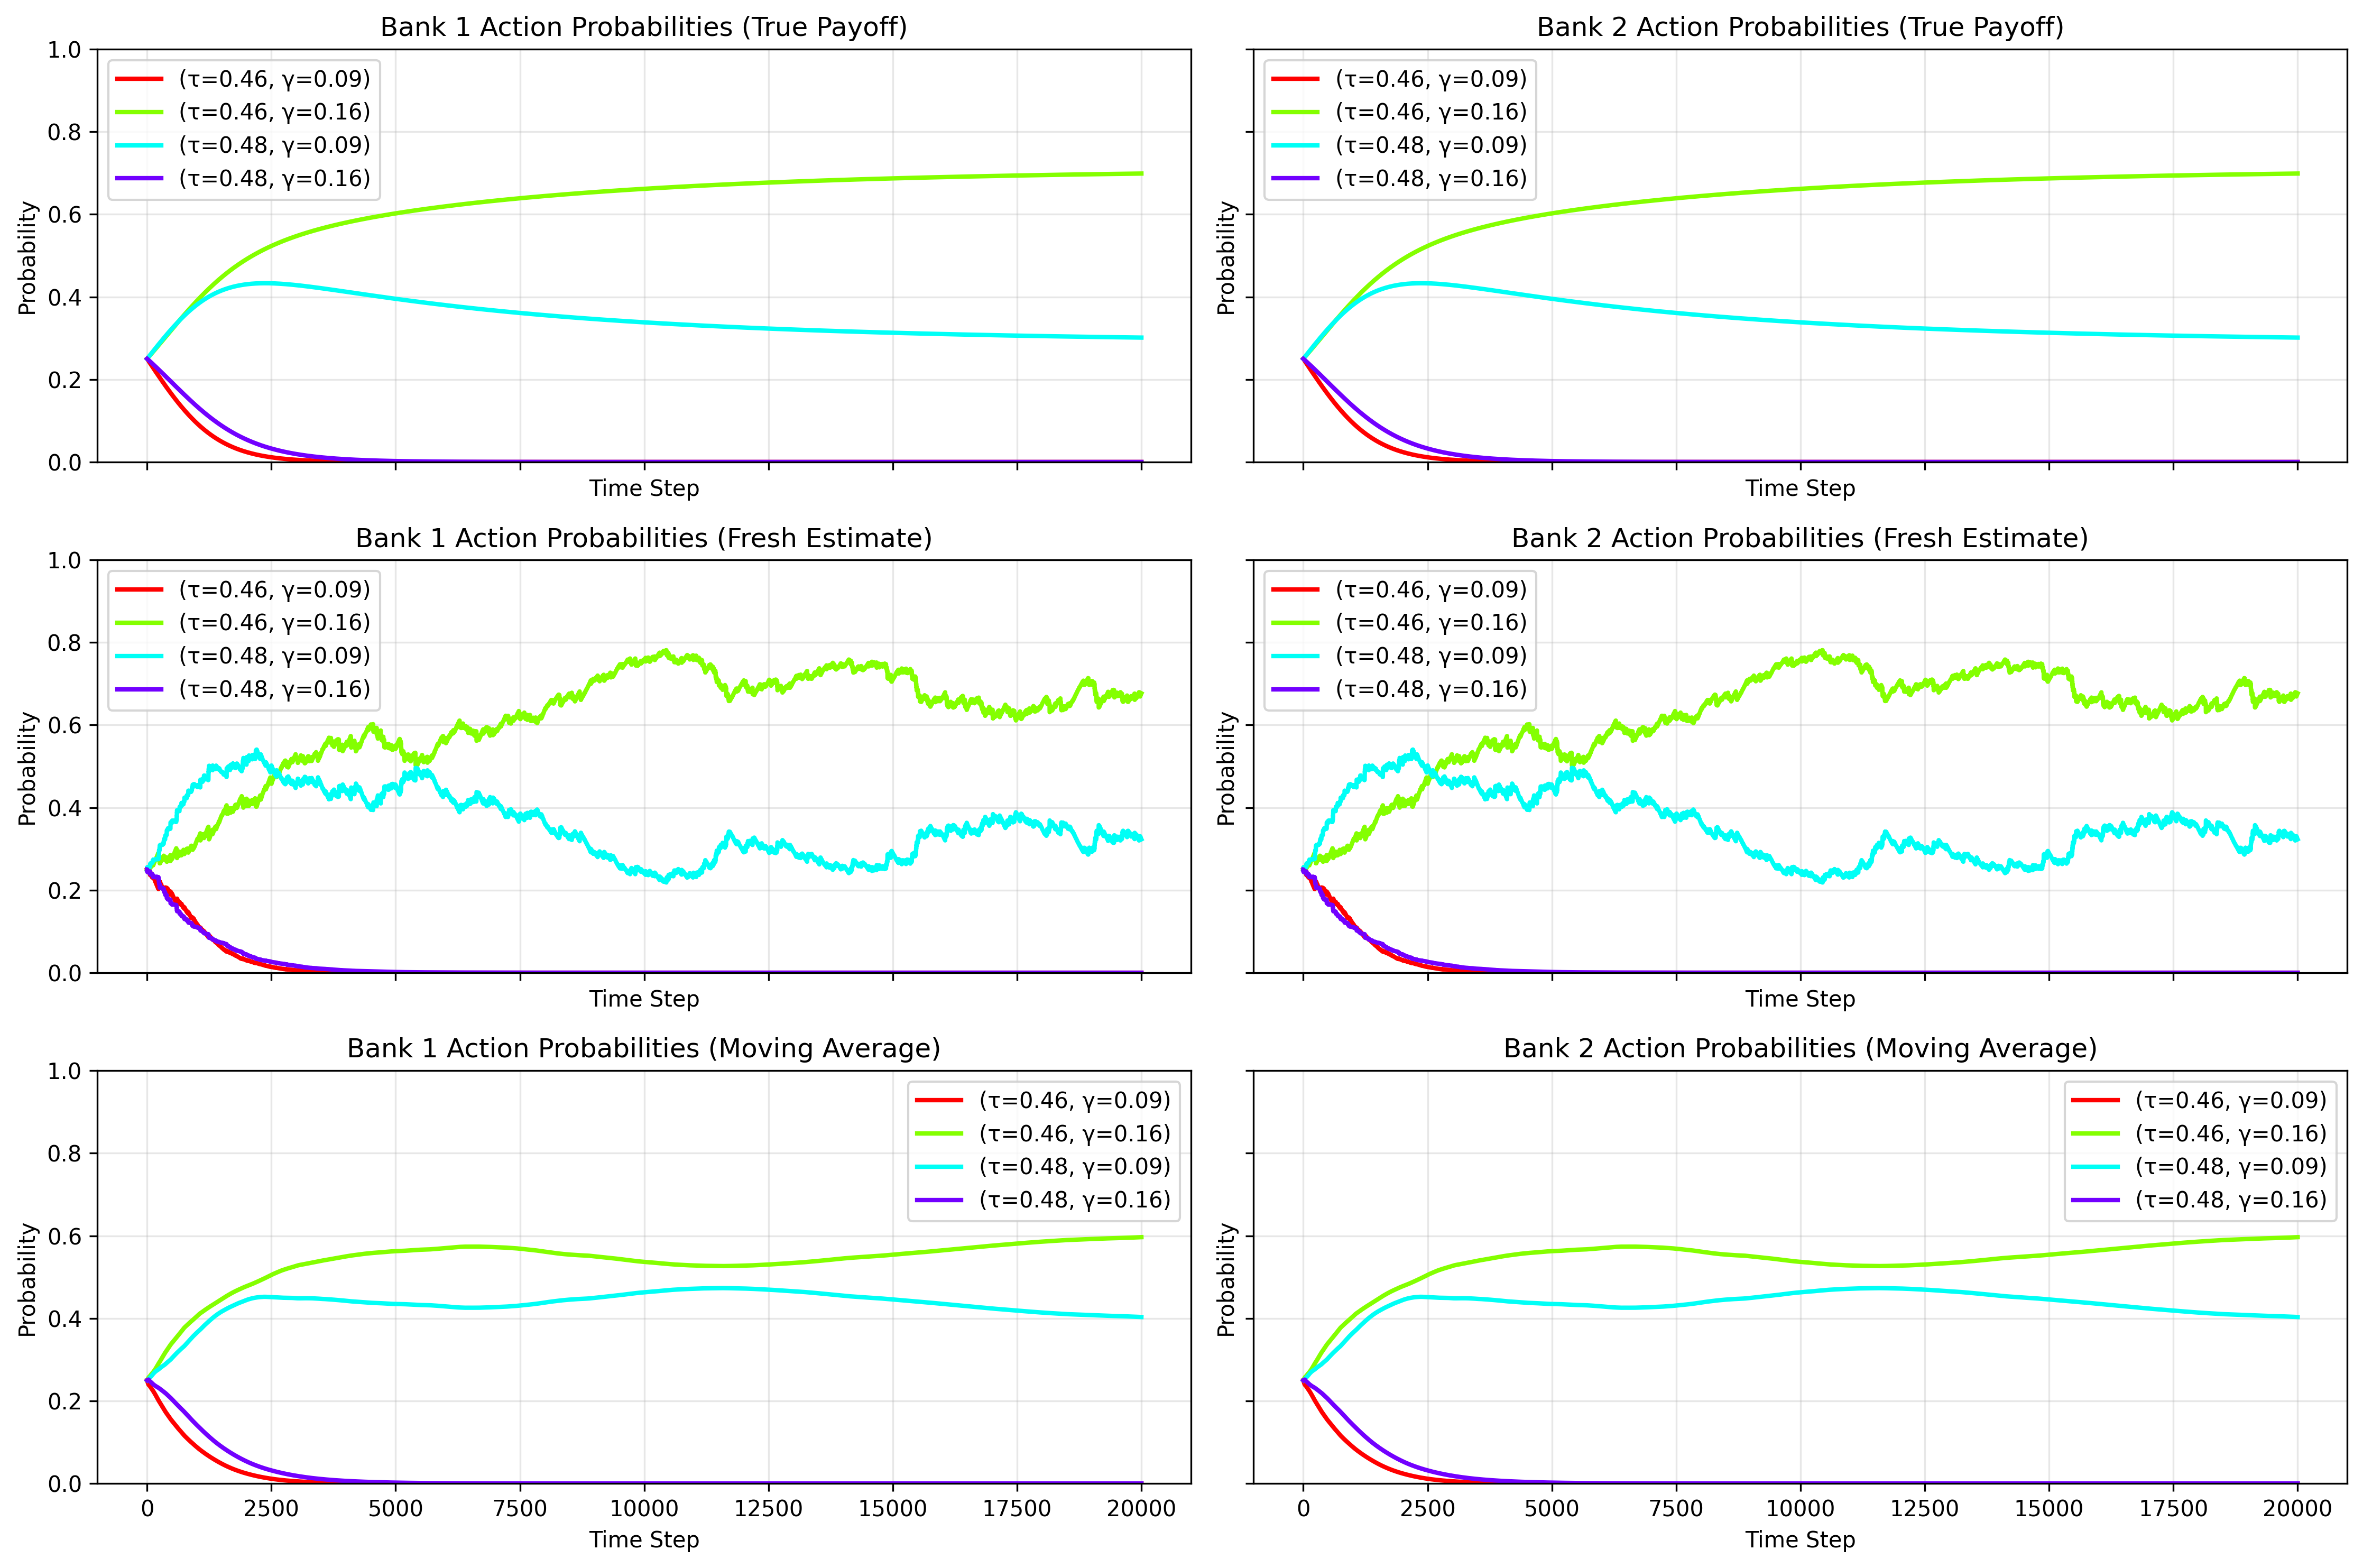 Bank 1 Action Probabilities (True Payoff)
(τ=0.46, γ=0.09)
(τ=0.46, γ=0.16)
(τ=0.48, γ=0.09)
(τ=0.48, γ=0.16)
1.0
0.8
0.6
0.4
0.2
0.0
Probability
Time Step
Bank 2 Action Probabilities (True Payoff)
(τ=0.46, γ=0.09)
(τ=0.46, γ=0.16)
(τ=0.48, γ=0.09)
(τ=0.48, γ=0.16)
Probability
Time Step
Bank 1 Action Probabilities (Fresh Estimate)
(τ=0.46, γ=0.09)
(τ=0.46, γ=0.16)
(τ=0.48, γ=0.09)
(τ=0.48, γ=0.16)
1.0
0.8
0.6
0.4
0.2
0.0
Probability
Time Step
Bank 2 Action Probabilities (Fresh Estimate)
(τ=0.46, γ=0.09)
(τ=0.46, γ=0.16)
(τ=0.48, γ=0.09)
(τ=0.48, γ=0.16)
Probability
Time Step
Bank 1 Action Probabilities (Moving Average)
(τ=0.46, γ=0.09)
(τ=0.46, γ=0.16)
(τ=0.48, γ=0.09)
(τ=0.48, γ=0.16)
1.0
0.8
0.6
0.4
0.2
0.0
Probability
0 2500 5000 7500 10000 12500 15000 17500 20000
Time Step
Bank 2 Action Probabilities (Moving Average)
(τ=0.46, γ=0.09)
(τ=0.46, γ=0.16)
(τ=0.48, γ=0.09)
(τ=0.48, γ=0.16)
Probability
0 2500 5000 7500 10000 12500 15000 17500 20000
Time Step